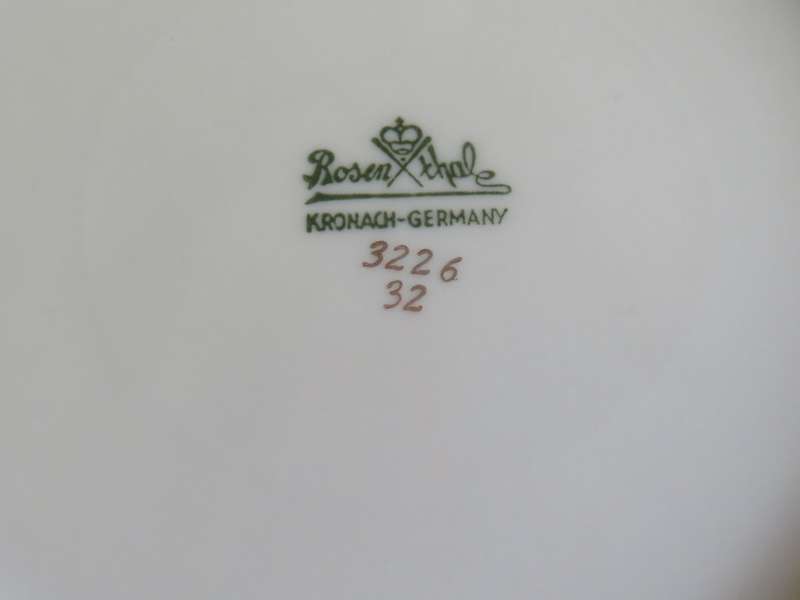 Rosenthal
KRONACH-GERMANY
3226
32